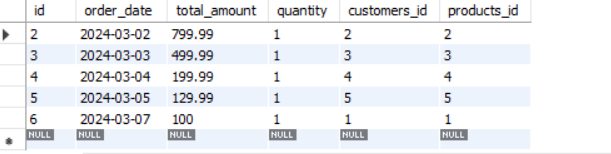 id order_date total_amount quantity customers_id products_id
2 2024-03-02 799.99 1 2 2
3 2024-03-03 499.99 1 3 3
4 2024-03-04 199.99 1 4 4
5 2024-03-05 129.99 1 5 5
6 2024-03-07 100 1 1 1
NULL NULL NULL NULL NULL NULL